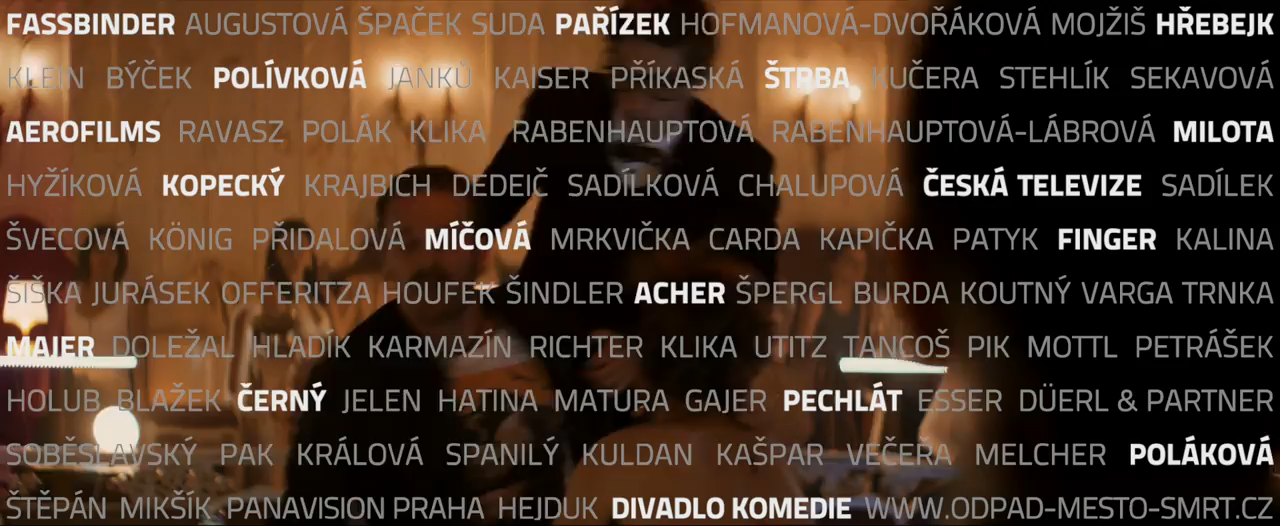 FASSBINDER AUGUSTOVÁ ŠPAČEK SUDA PAŘÍZEK HOFMANOVÁ-DVOŘÁKOVÁ MOJŽIŠ HŘEBEJK
KLEIN BÝČEK POLÍVKOVÁ JANKŮ KAISER PŘÍKASKÁ ŠTRBA KUČERA STEHLÍK SEKAVOVÁ
AEROFILMS RAVASZ POLÁK KLIKA RABENHAUPTOVÁ RABENHAUPTOVÁ-LÁBROVÁ MILOTA
HYŽÍKOVÁ KOPECKÝ KRAJBICH DEDEIČ SADÍLKOVÁ CHALUPOVÁ ČESKÁ TELEVIZE SADÍLEK
ŠVECOVÁ KÖNIG PŘIDALOVÁ MÍČOVÁ MRKVIČKA CARDA KAPIČKA PATYK FINGER KALINA
ŠIŠKA JURÁSEK OFFERITZA HOUFEK ŠINDLER ACHER ŠPERGL BURDA KOUTNÝ VARGA TRNKA
MAJER DOLEŽAL HLADÍK KARMAZÍN RICHTER KLIKA UTITZ TANCOŠ PIK MOTTL PETRÁŠEK
HOLUB BLAŽEK ČERNÝ JELEN HATINA MATURA GAJER PECHLÁT ESSER DÜERL & PARTNER
SOBĚSLAVSKÝ PAK KRÁLOVÁ SPANILÝ KULDAN KAŠPAR VEČEŘA MELCHER POLÁKOVÁ
ŠTĚPÁN MIKŠÍK PANAVISION PRAHA HEJDUK DIVADLO KOMEDIE WWW.ODPAD-MESTO-SMRT.CZ